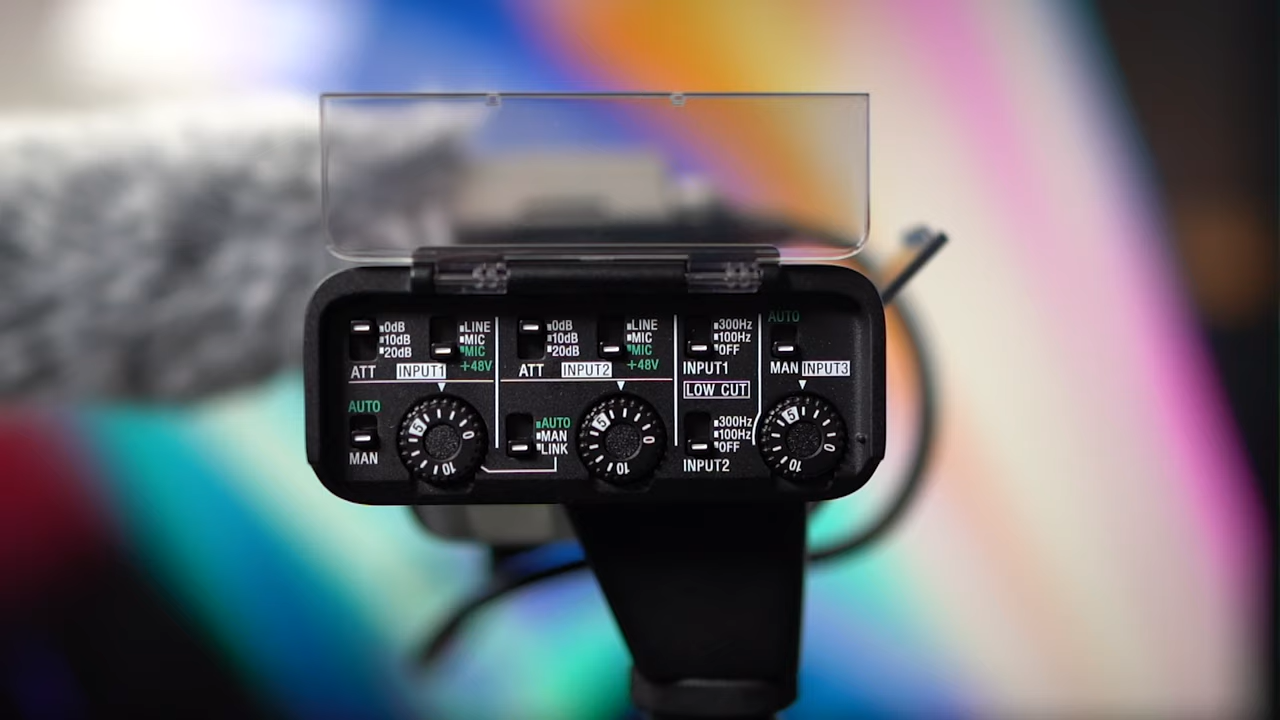 0dB
10dB
20dB
ATT
LINE
MIC
MIC
+48V
INPUT1
AUTO
MAN
5
0
10
0dB
10dB
20dB
ATT
LINE
MIC
MIC
+48V
INPUT2
AUTO
MAN
LINK
5
0
10
300Hz
100Hz
OFF
INPUT1
LOW CUT
300Hz
100Hz
OFF
INPUT2
AUTO
MAN INPUT3
5
0
10